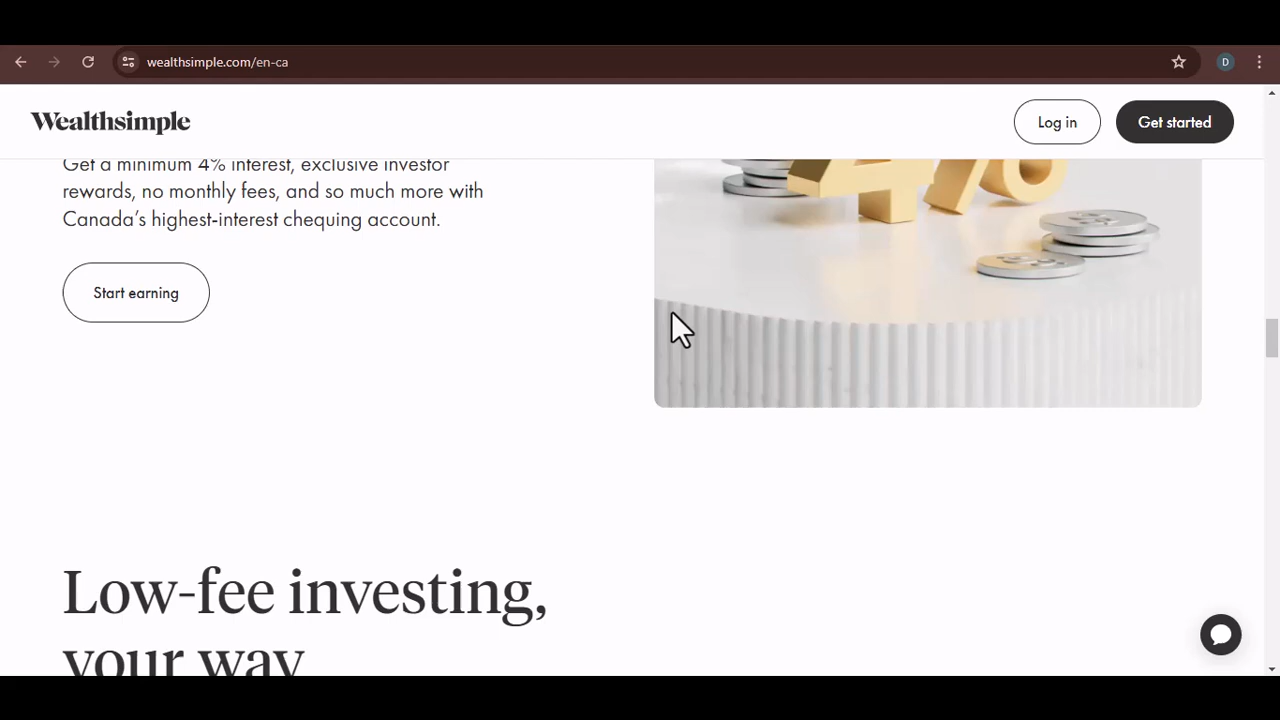 wealthsimple.com/en-ca
D
Wealthsimple
Log in
Get started
Get a minimum 4% interest, exclusive investor
rewards, no monthly fees, and so much more with
Canada’s highest-interest chequing account.
4%
Start earning
Low-fee investing,
your way